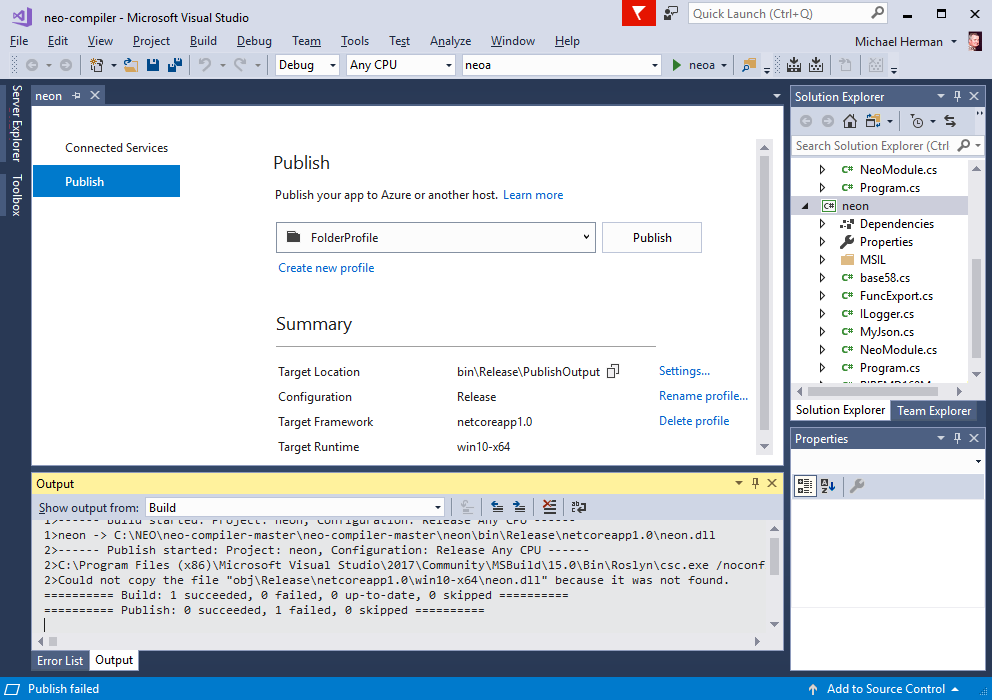 neo-compiler - Microsoft Visual Studio
Quick Launch (Ctrl+Q)
File Edit View Project Build Debug Team Tools Test Analyze Window Help
Michael Herman
Debug Any CPU neoa neoa
Server Explorer
Toolbox
neon
Connected Services
Publish
Publish
Publish your app to Azure or another host. Learn more
FolderProfile
Publish
Create new profile
Summary
Target Location bin\Release\PublishOutput Settings...
Configuration Release Rename profile...
Target Framework netcoreapp1.0 Delete profile
Target Runtime win10-x64
Solution Explorer
Search Solution Explorer (Ctrl
C# NeoModule.cs
C# Program.cs
C# neon
Dependencies
Properties
MSIL
C# base58.cs
C# FuncExport.cs
C# ILogger.cs
C# MyJson.cs
C# NeoModule.cs
C# Program.cs
Solution Explorer Team Explorer
Properties
Output
Show output from: Build
1>------ Build started: Project: neon, Configuration: Release Any CPU ------
1>neon -> C:\NEO\neo-compiler-master\neo-compiler-master\neon\bin\Release\netcoreapp1.0\neon.dll
2>------ Publish started: Project: neon, Configuration: Release Any CPU ------
2>C:\Program Files (x86)\Microsoft Visual Studio\2017\Community\MSBuild\15.0\Bin\Roslyn\csc.exe /noconf
2>Could not copy the file "obj\Release\netcoreapp1.0\win10-x64\neon.dll" because it was not found.
========== Build: 1 succeeded, 0 failed, 0 up-to-date, 0 skipped ==========
========== Publish: 0 succeeded, 1 failed, 0 skipped ==========
Error List Output
Publish failed
Add to Source Control